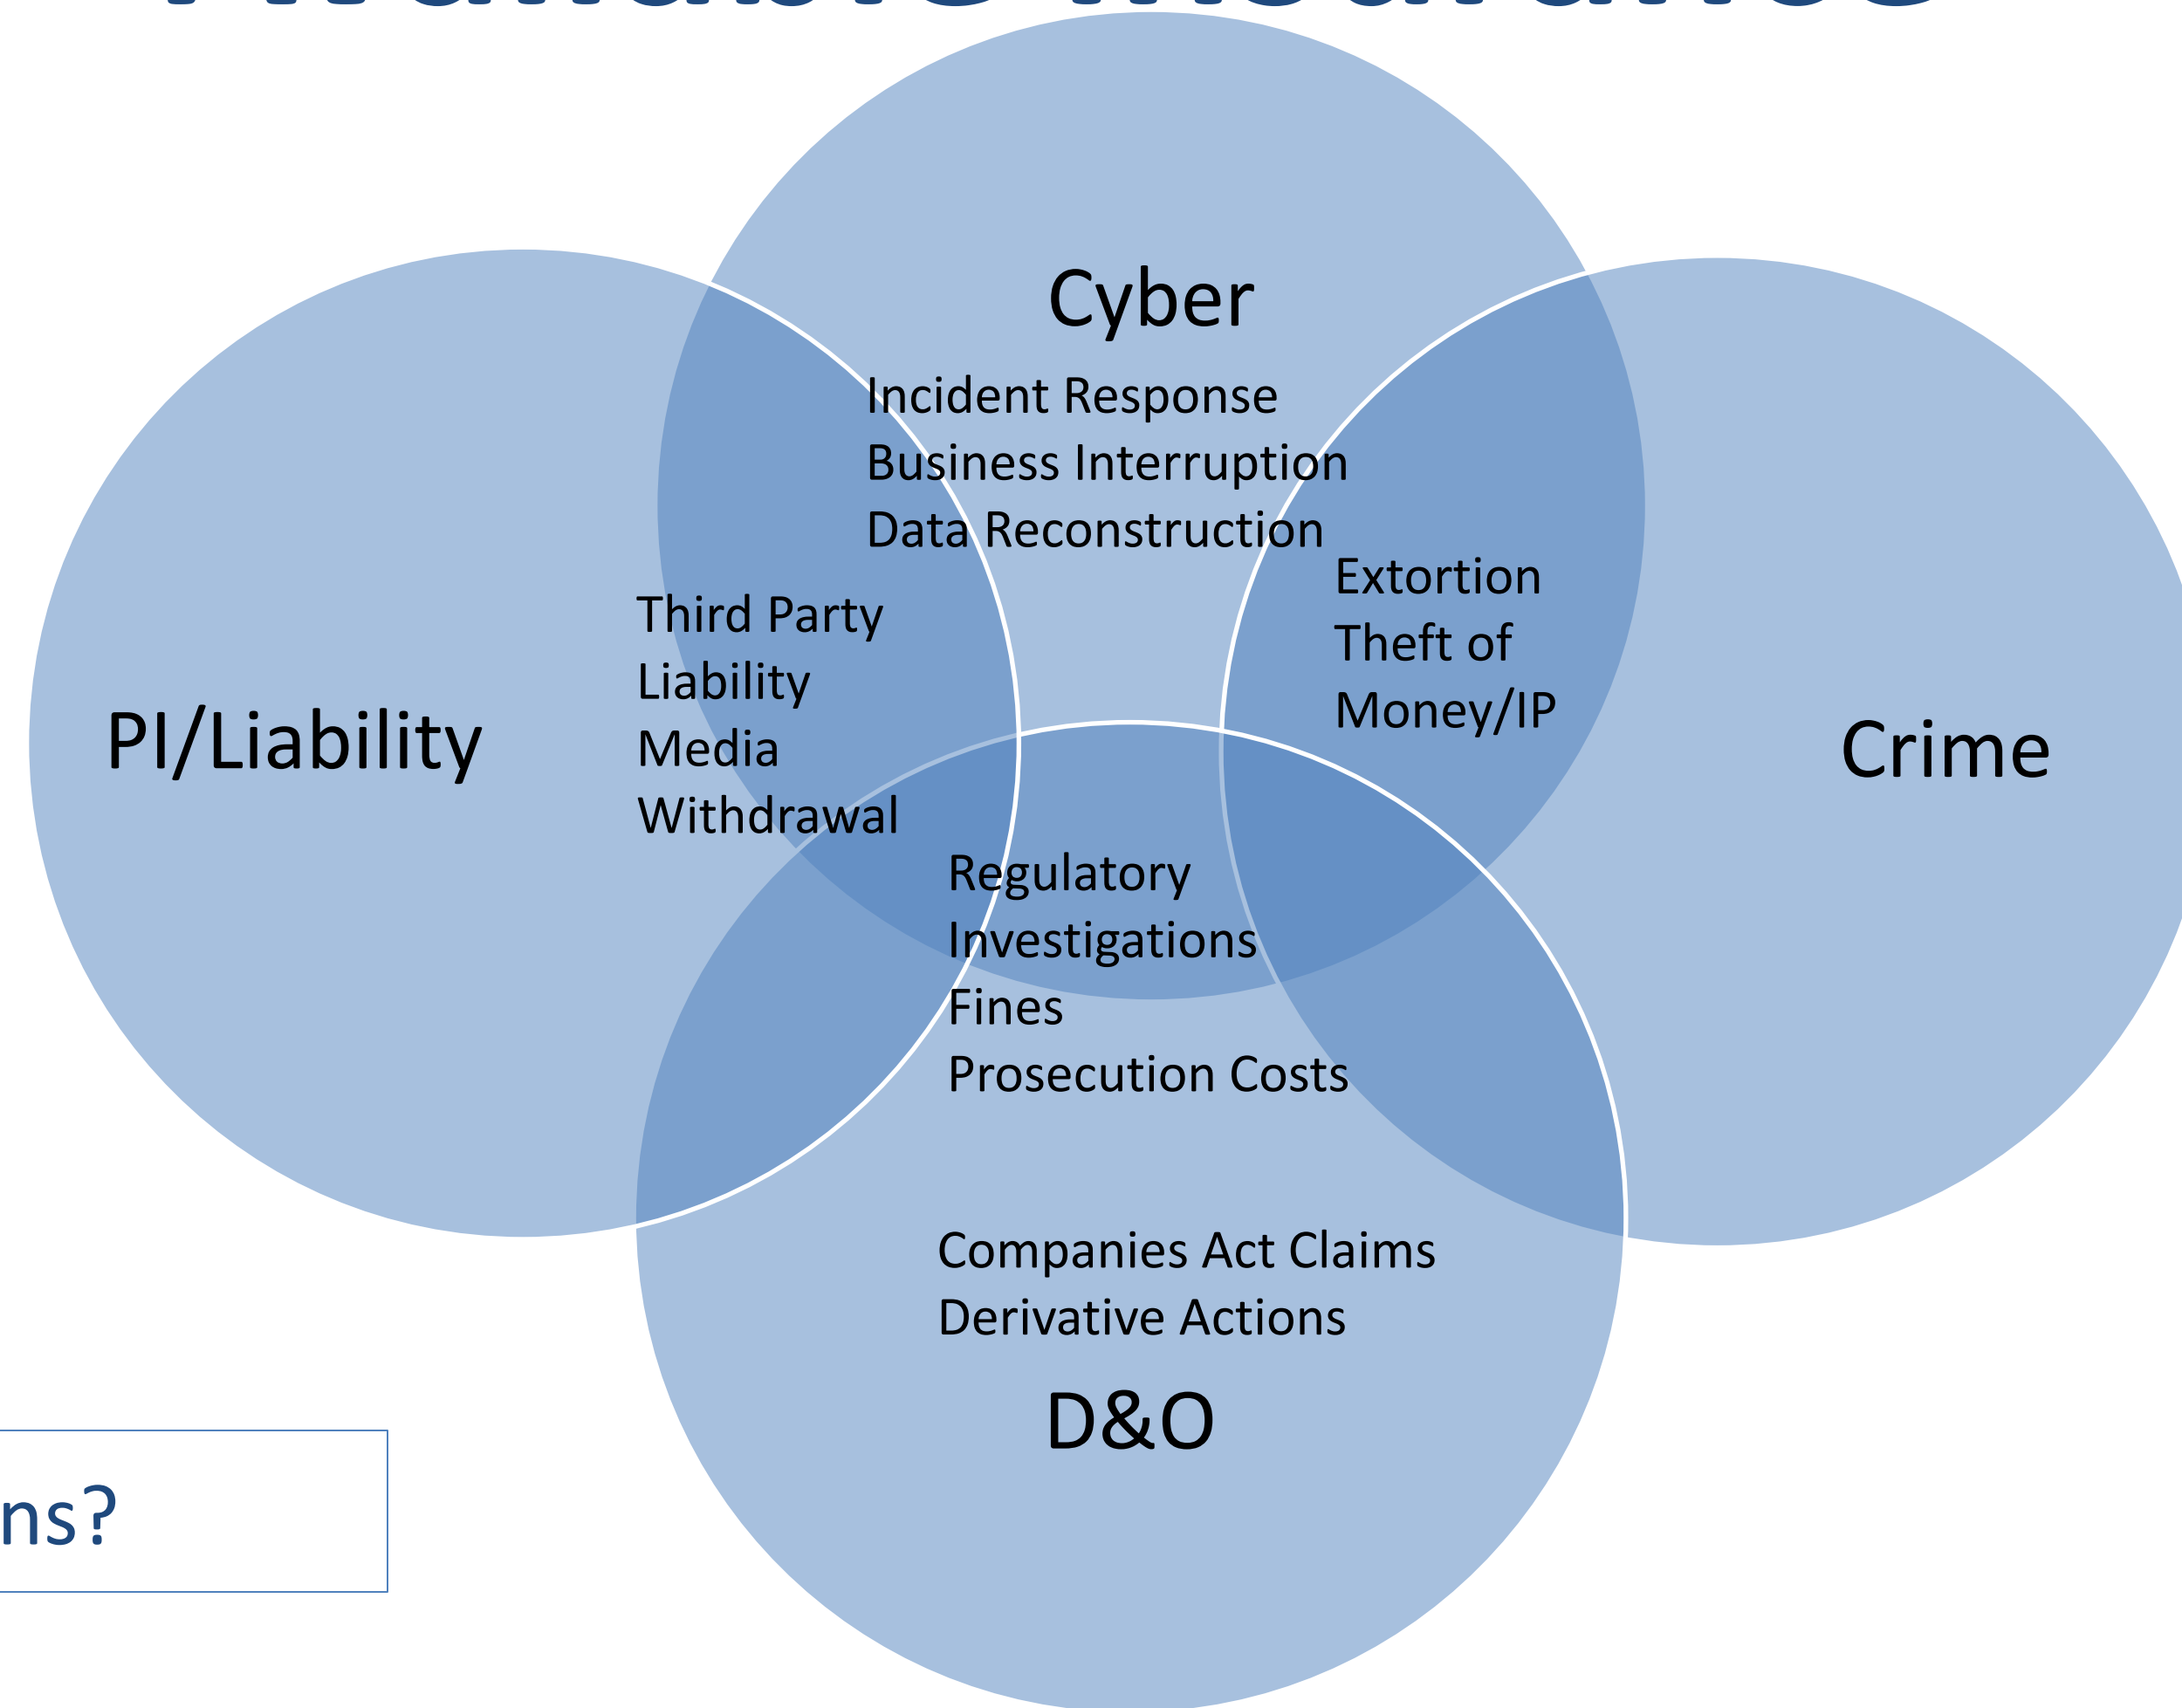 Cyber
Incident Response
Business Interruption
Data Reconstruction
Extortion
Theft of
Money/IP
Third Party
Liability
Media
Withdrawal
PI/Liability
Crime
Regulatory
Investigations
Fines
Prosecution Costs
Companies Act Claims
Derivative Actions
D&O
ns?